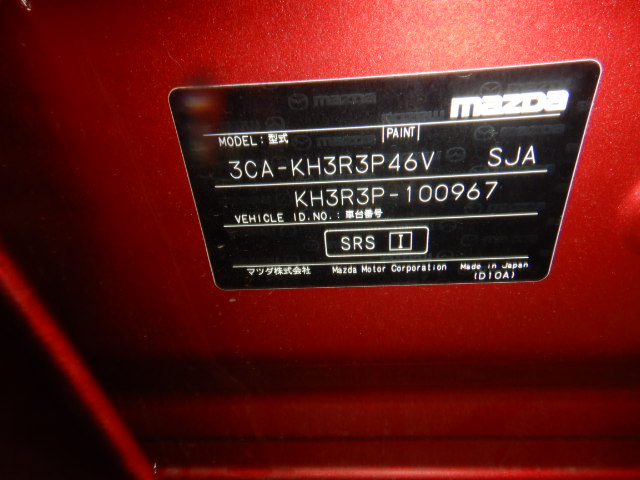 mazda
MODEL:型式 PAINT
3CA-KH3R3P46V SJA
KH3R3P-100967
VEHICLE ID.NO.:車台番号
SRS I
マツダ株式会社 Mazda Motor Corporation Made in Japan
(D10A)